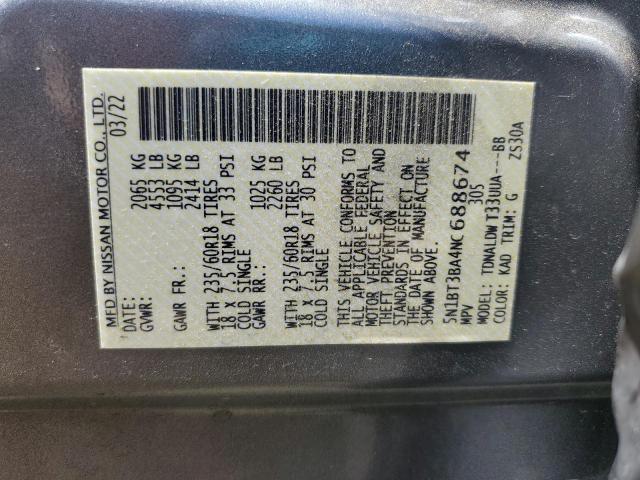 MFD BY NISSAN MOTOR CO., LTD.
DATE: 03/22
GVWR: 2065 KG
4553 LB
GAWR FR.: 1095 KG
2414 LB
WITH 235/60R18 TIRES
18 X 7.5 RIMS AT 33 PSI
COLD SINGLE
GAWR RR.: 1025 KG
2260 LB
WITH 235/60R18 TIRES
18 X 7.5 RIMS AT 30 PSI
COLD SINGLE
THIS VEHICLE CONFORMS TO
ALL APPLICABLE FEDERAL
MOTOR VEHICLE SAFETY AND
THEFT PREVENTION
STANDARDS IN EFFECT ON
THE DATE OF MANUFACTURE
SHOWN ABOVE.
5N1BT3BA4NC688674
MPV 305
MODEL: TDNALDWT33UUA---BB
COLOR: KAD TRIM: G ZS30A